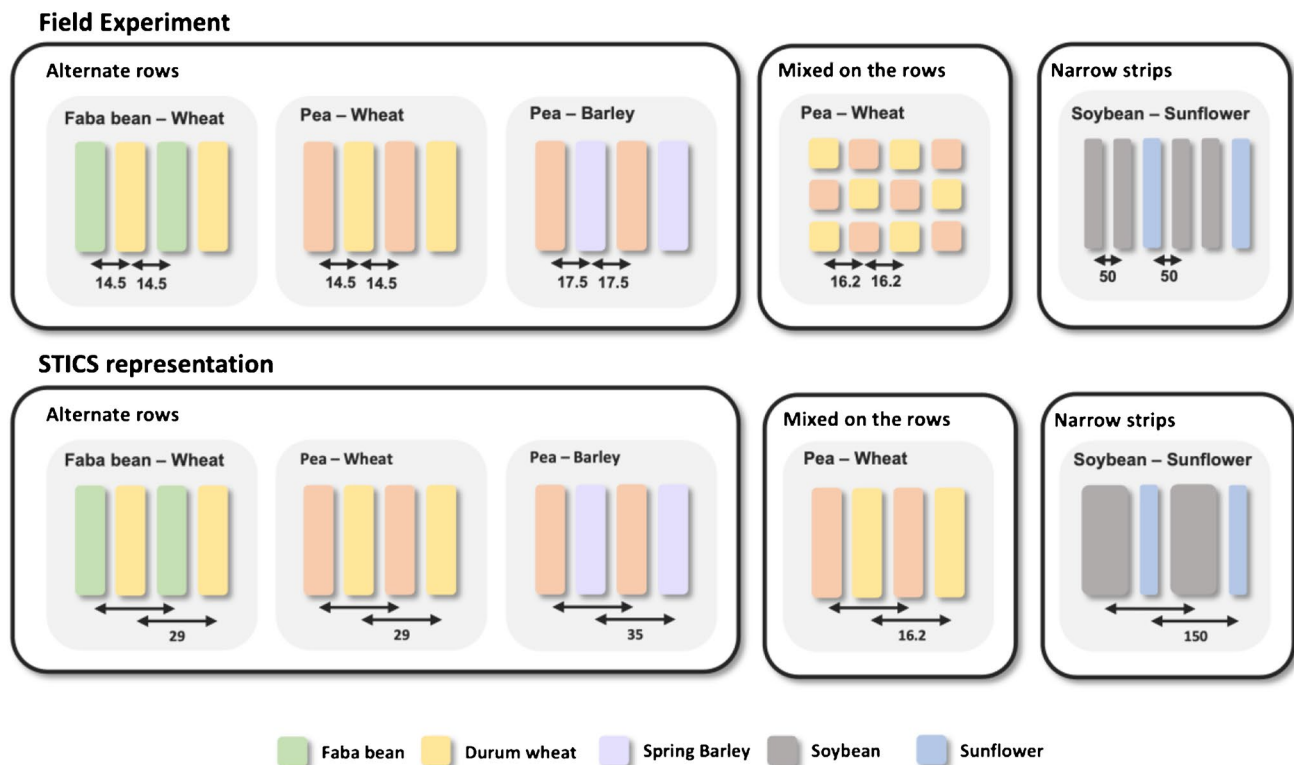 Field Experiment
Alternate rows
Faba bean – Wheat
14.5 14.5
Pea – Wheat
14.5 14.5
Pea – Barley
17.5 17.5
Mixed on the rows
Pea – Wheat
16.2 16.2
Narrow strips
Soybean – Sunflower
50 50
STICS representation
Alternate rows
Faba bean – Wheat
29
Pea – Wheat
29
Pea – Barley
35
Mixed on the rows
Pea – Wheat
16.2
Narrow strips
Soybean – Sunflower
150
Faba bean Durum wheat Spring Barley Soybean Sunflower